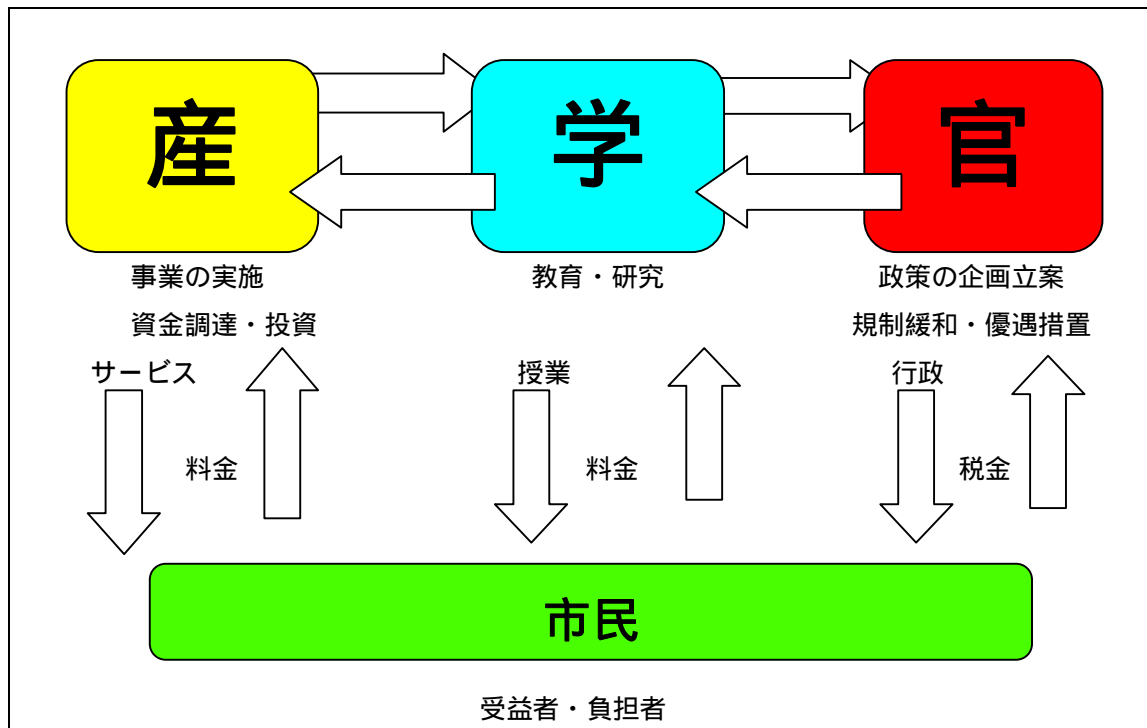 産
学
官
事業の実施
資金調達・投資
教育・研究
政策の企画立案
規制緩和・優遇措置
サービス
料金
授業
料金
行政
税金
市民
受益者・負担者